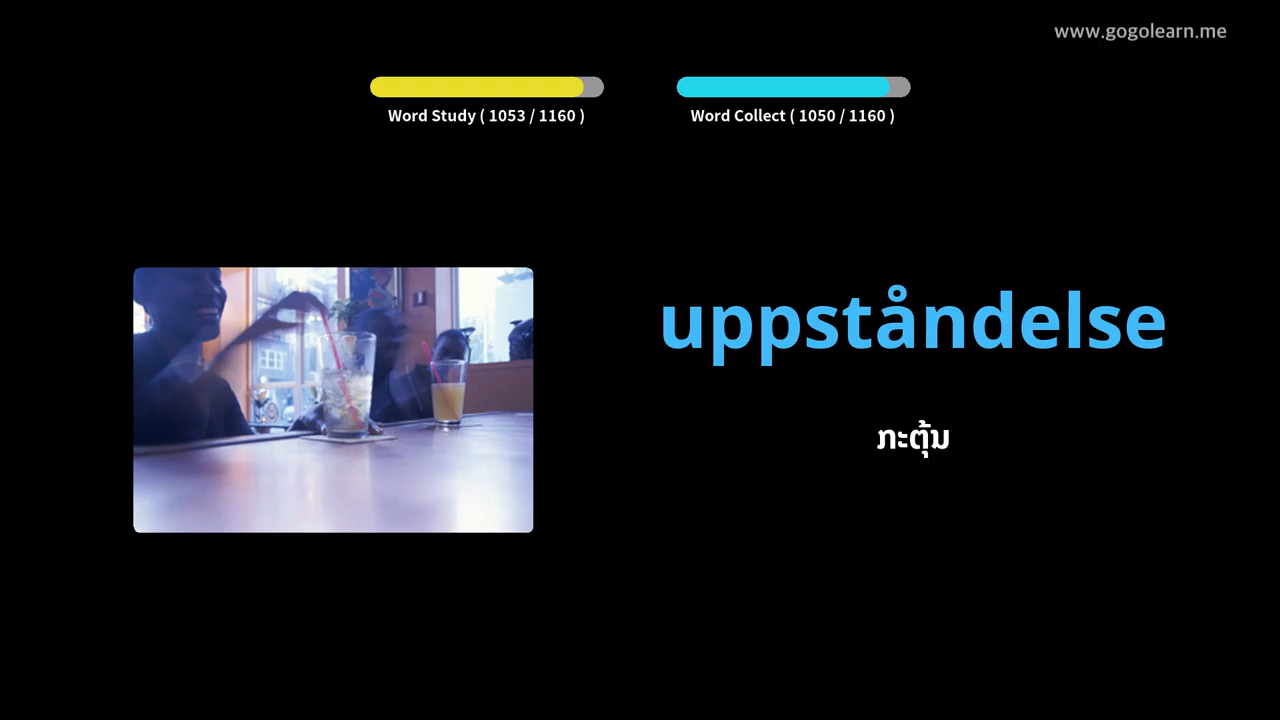 www.gogolearn.me
Word Study ( 1053 / 1160 )
Word Collect ( 1050 / 1160 )
uppståndelse
ກະຕຸ້ນ